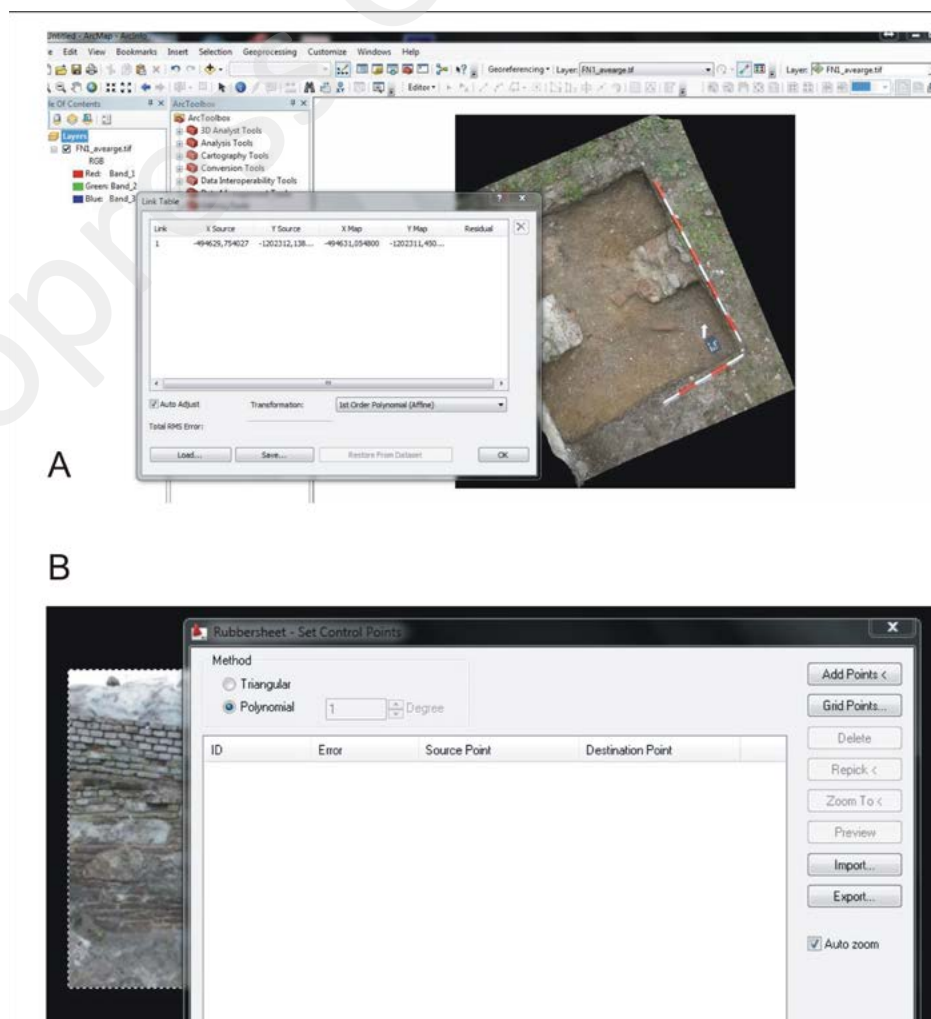 Untitled - ArcMap - ArcInfo
Edit View Bookmarks Insert Selection Geoprocessing Customize Windows Help
Georeferencing Layer: FN1_avearge.tif Layer: FN1_avearge.tif
Editor
Of Contents ArcToolbox
Layers
FN1_avearge.tif
RGB
Red: Band_1
Green: Band_2
Blue: Band_3
ArcToolbox
3D Analyst Tools
Analysis Tools
Cartography Tools
Conversion Tools
Data Interoperability Tools
Link Table
Link X Source Y Source X Map Y Map Residual
1 -494629,754027 -1202312,138... -494631,054800 -1202311,450...
Auto Adjust Transformation: 1st Order Polynomial (Affine)
Total RMS Error:
Load... Save... Restore From Dataset OK
A
B
Rubbersheet - Set Control Points
Method
Triangular
Polynomial 1 Degree
ID Error Source Point Destination Point
Add Points <
Grid Points...
Delete
Repick <
Zoom To <
Preview
Import...
Export...
Auto zoom